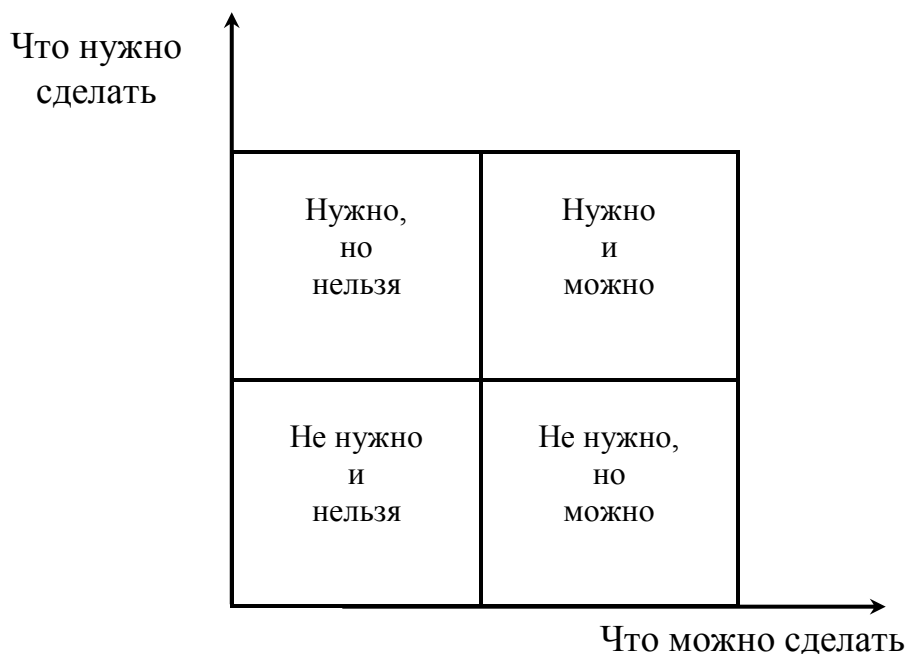 Что нужно
сделать
Нужно,
но
нельзя
Нужно
и
можно
Не нужно
и
нельзя
Не нужно,
но
можно
Что можно сделать